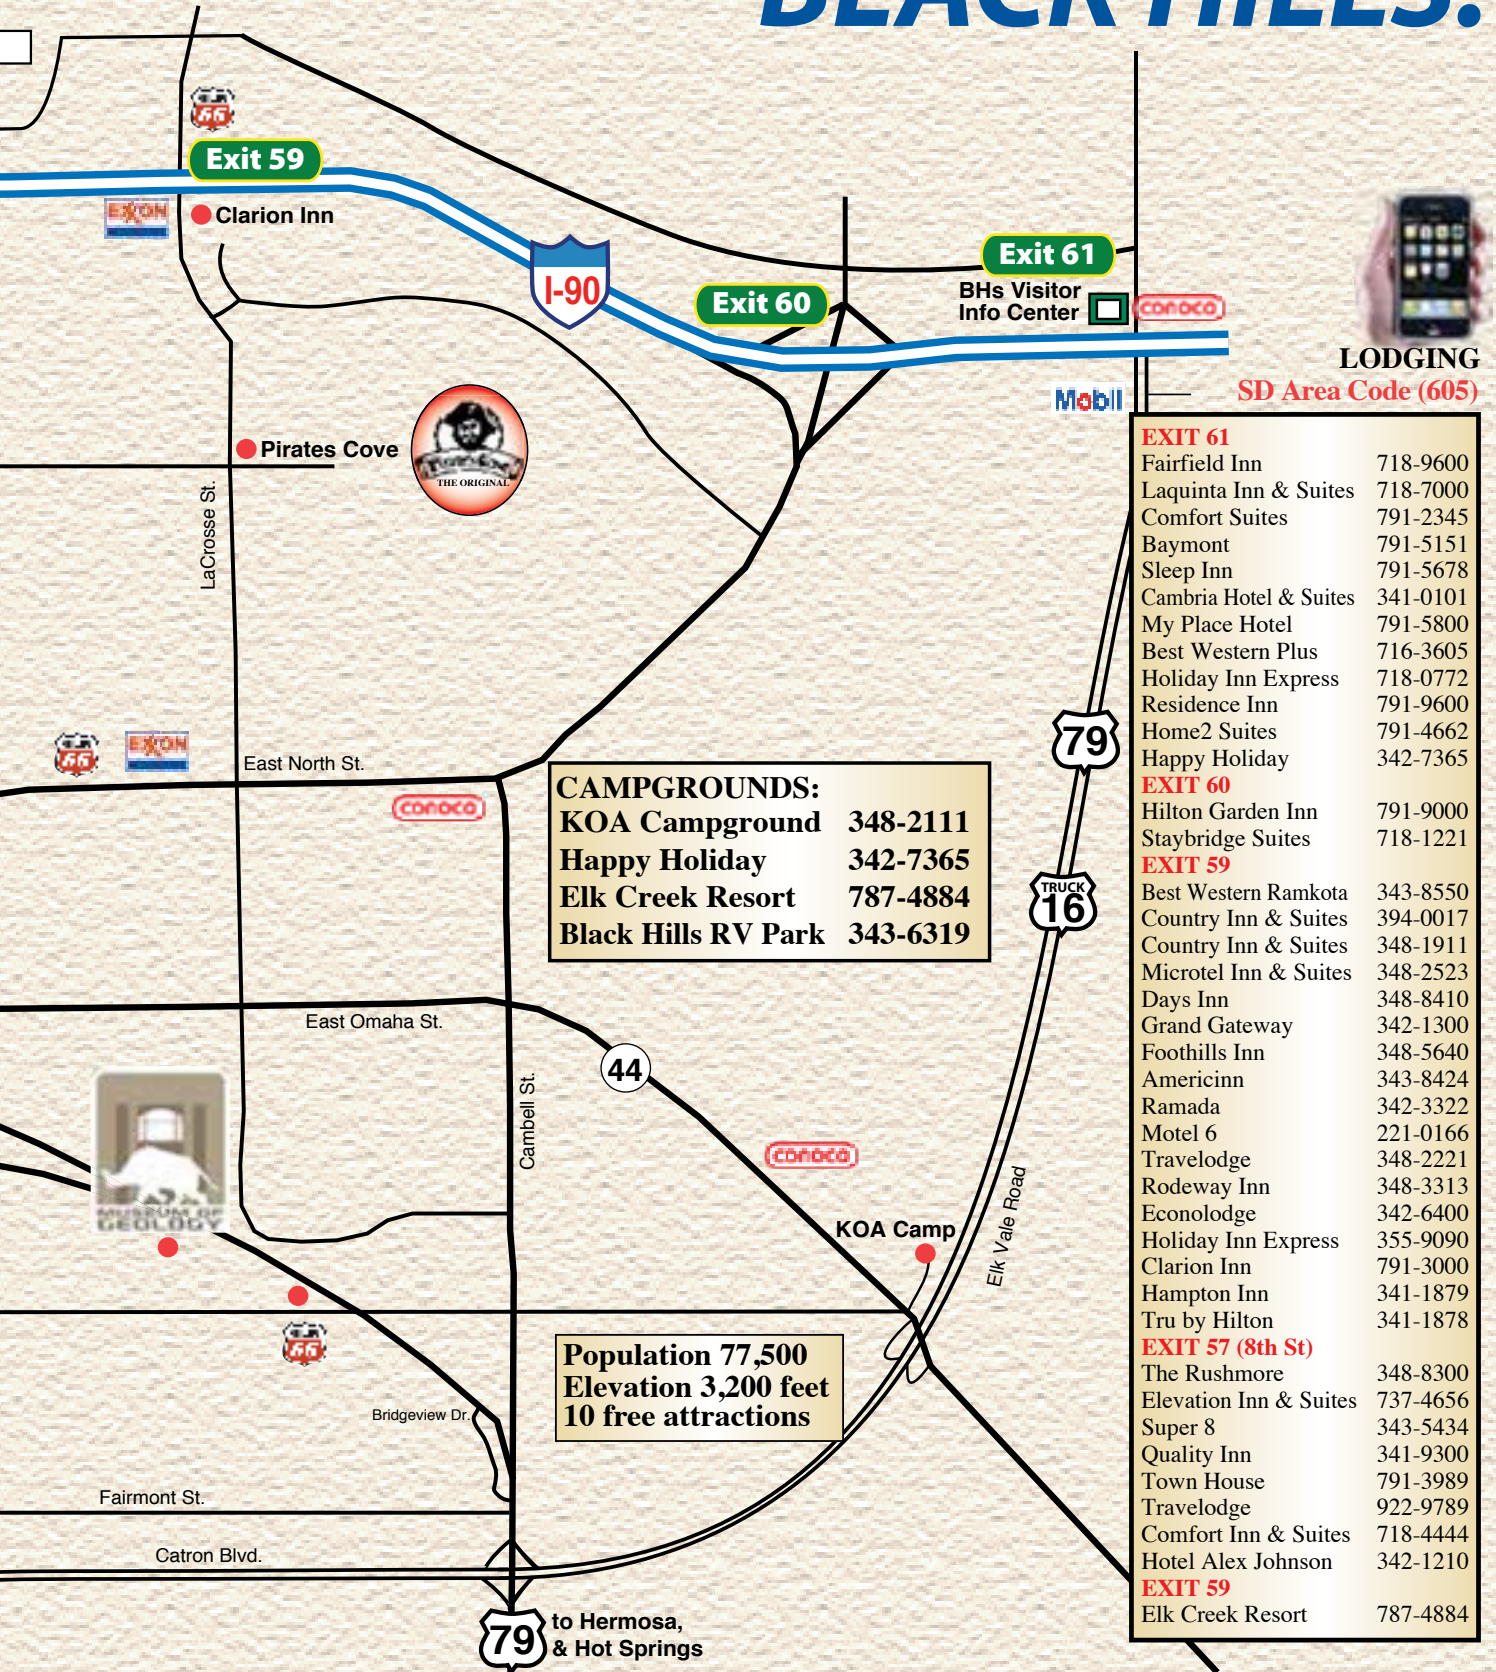 BLACK HILLS.
66
Exit 59
EXXON
Clarion Inn
I-90
Exit 60
Exit 61
BHs Visitor
Info Center
conoco
Mobil
Pirates Cove
THE ORIGINAL
LaCrosse St.
66
EXXON
East North St.
conoco
CAMPGROUNDS:
KOA Campground 348-2111
Happy Holiday 342-7365
Elk Creek Resort 787-4884
Black Hills RV Park 343-6319
79
TRUCK
16
East Omaha St.
44
Cambell St.
conoco
MUSEUM OF
GEOLOGY
KOA Camp
Elk Vale Road
66
Population 77,500
Elevation 3,200 feet
10 free attractions
Bridgeview Dr.
Fairmont St.
Catron Blvd.
79
to Hermosa,
& Hot Springs
LODGING
SD Area Code (605)
EXIT 61
Fairfield Inn 718-9600
Laquinta Inn & Suites 718-7000
Comfort Suites 791-2345
Baymont 791-5151
Sleep Inn 791-5678
Cambria Hotel & Suites 341-0101
My Place Hotel 791-5800
Best Western Plus 716-3605
Holiday Inn Express 718-0772
Residence Inn 791-9600
Home2 Suites 791-4662
Happy Holiday 342-7365
EXIT 60
Hilton Garden Inn 791-9000
Staybridge Suites 718-1221
EXIT 59
Best Western Ramkota 343-8550
Country Inn & Suites 394-0017
Country Inn & Suites 348-1911
Microtel Inn & Suites 348-2523
Days Inn 348-8410
Grand Gateway 342-1300
Foothills Inn 348-5640
Americinn 343-8424
Ramada 342-3322
Motel 6 221-0166
Travelodge 348-2221
Rodeway Inn 348-3313
Econolodge 342-6400
Holiday Inn Express 355-9090
Clarion Inn 791-3000
Hampton Inn 341-1879
Tru by Hilton 341-1878
EXIT 57 (8th St)
The Rushmore 348-8300
Elevation Inn & Suites 737-4656
Super 8 343-5434
Quality Inn 341-9300
Town House 791-3989
Travelodge 922-9789
Comfort Inn & Suites 718-4444
Hotel Alex Johnson 342-1210
EXIT 59
Elk Creek Resort 787-4884